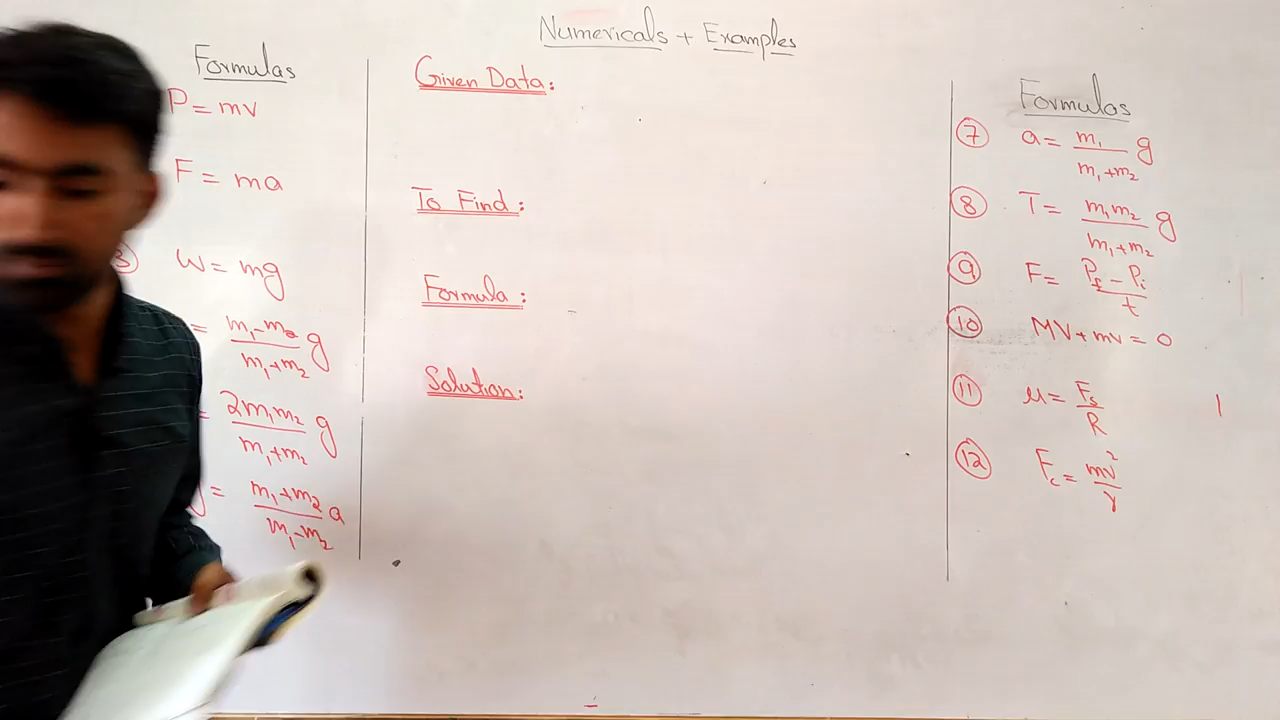 Numericals + Examples
Formulas
P = mv
F = ma
3 W = mg
= m₁-m₂/m₁+m₂ g
= 2m₁m₂/m₁+m₂ g
g = m₁+m₂/m₁-m₂ a
Given Data:
To Find:
Formula:
Solution:
Formulas
7 a = m₁/m₁+m₂ g
8 T = m₁m₂/m₁+m₂ g
9 F = Pf - Pi/t
10 MV + mv = 0
11 μ = Fs/R
12 Fc = mv²/r